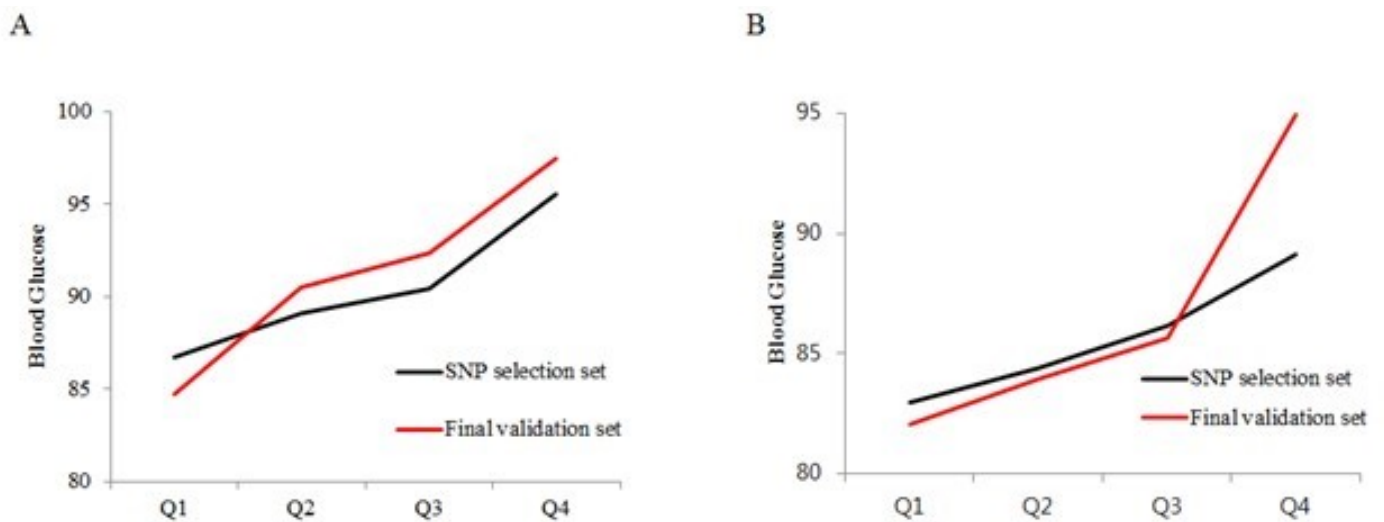 A
Blood Glucose
100
95
90
85
80
Q1 Q2 Q3 Q4
SNP selection set
Final validation set
B
Blood Glucose
95
90
85
80
Q1 Q2 Q3 Q4
SNP selection set
Final validation set